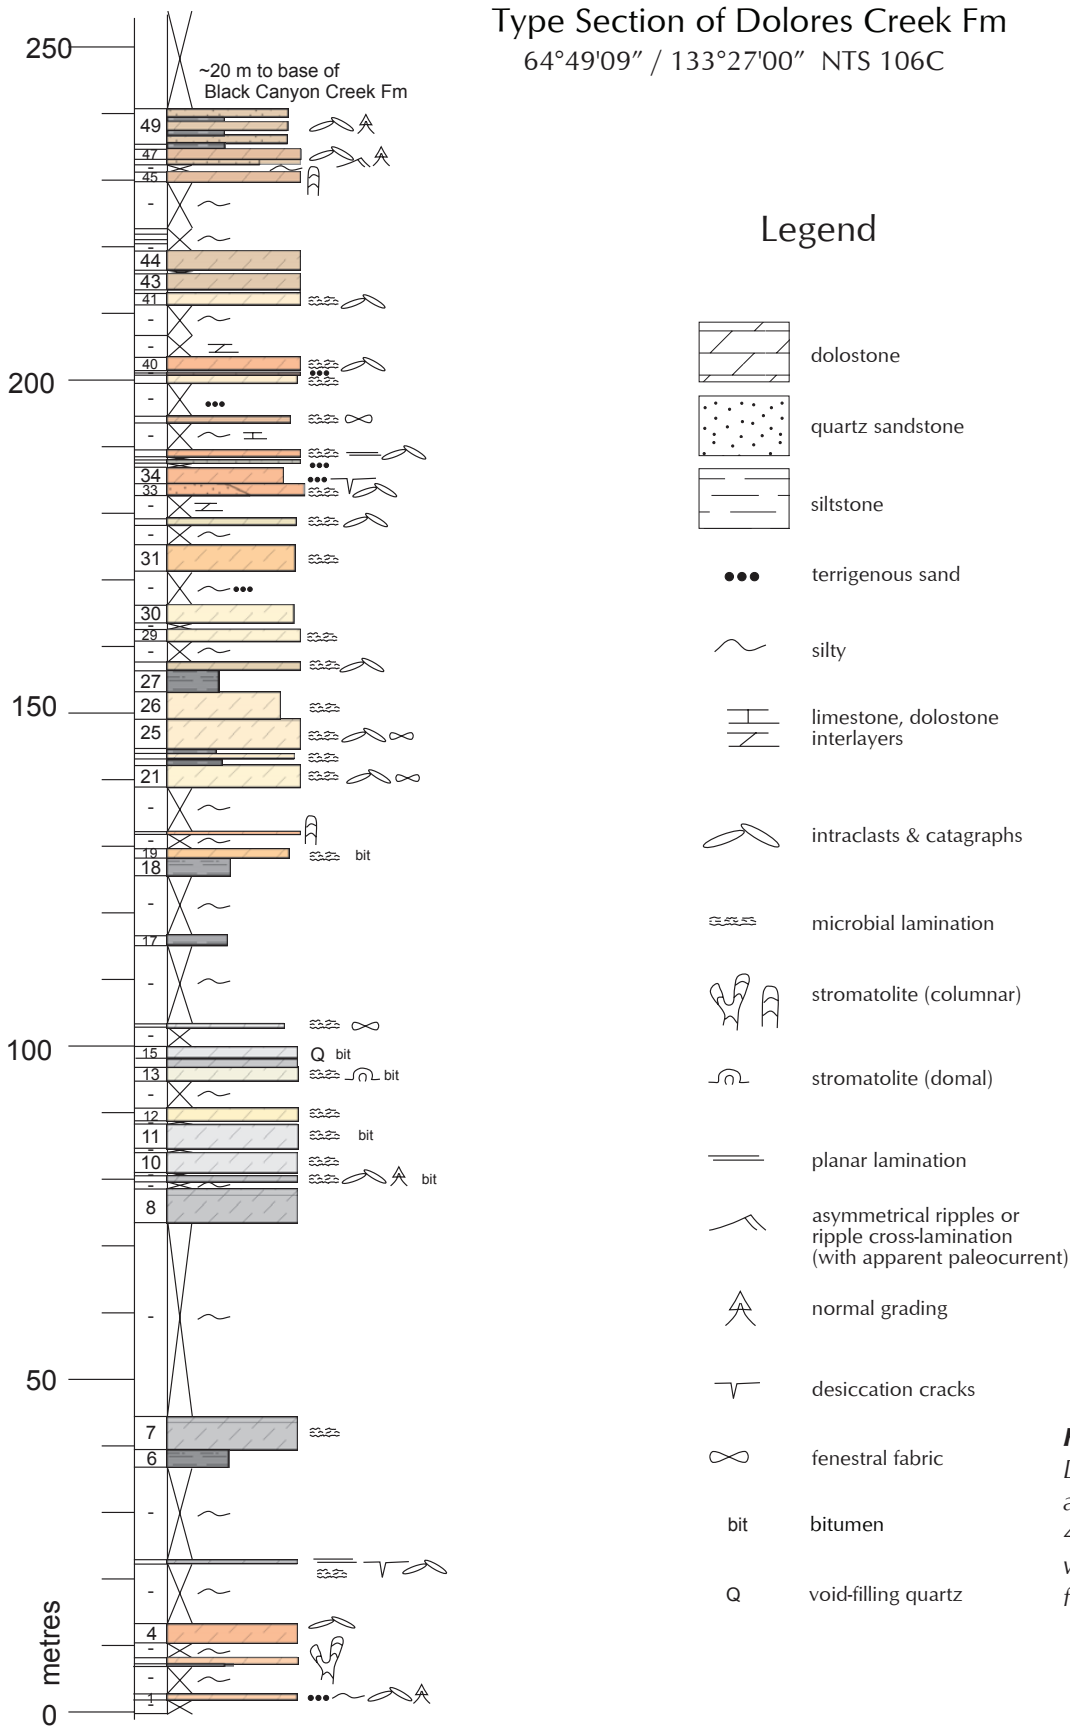 Type Section of Dolores Creek Fm
64°49'09” / 133°27'00” NTS 106C
250
~20 m to base of
Black Canyon Creek Fm
49
47
-
45
-
-
-
44
43
41
-
-
40
200
-
-
34
33
-
-
31
-
30
-
29
-
27
26
150
25
21
-
-
19
bit
18
-
17
-
-
100
15
Q bit
13
bit
-
12
11
bit
-
10
-
bit
-
8
-
50
7
6
-
-
4
-
-
1
-
0
metres
Legend
dolostone
quartz sandstone
siltstone
terrigenous sand
silty
limestone, dolostone
interlayers
intraclasts & catagraphs
microbial lamination
stromatolite (columnar)
stromatolite (domal)
planar lamination
asymmetrical ripples or
ripple cross-lamination
(with apparent paleocurrent)
normal grading
desiccation cracks
fenestral fabric
bit bitumen
Q void-filling quartz